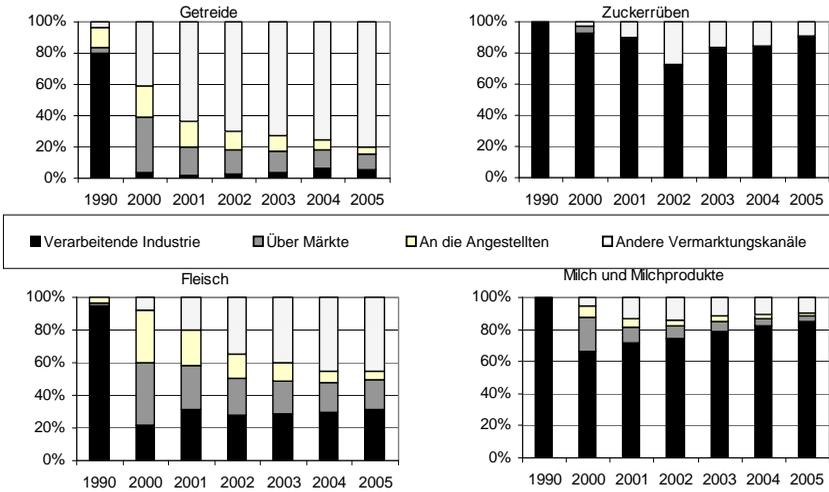 Getreide
100%
80%
60%
40%
20%
0%
1990 2000 2001 2002 2003 2004 2005
Zuckerrüben
100%
80%
60%
40%
20%
0%
1990 2000 2001 2002 2003 2004 2005
Verarbeitende Industrie Über Märkte An die Angestellten Andere Vermarktungskanäle
Fleisch
100%
80%
60%
40%
20%
0%
1990 2000 2001 2002 2003 2004 2005
Milch und Milchprodukte
100%
80%
60%
40%
20%
0%
1990 2000 2001 2002 2003 2004 2005